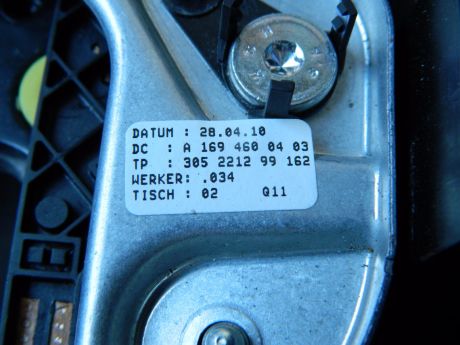 DATUM : 28.04.10
DC : A 169 460 04 03
TP : 305 2212 99 162
WERKER: .034
TISCH : 02 Q11